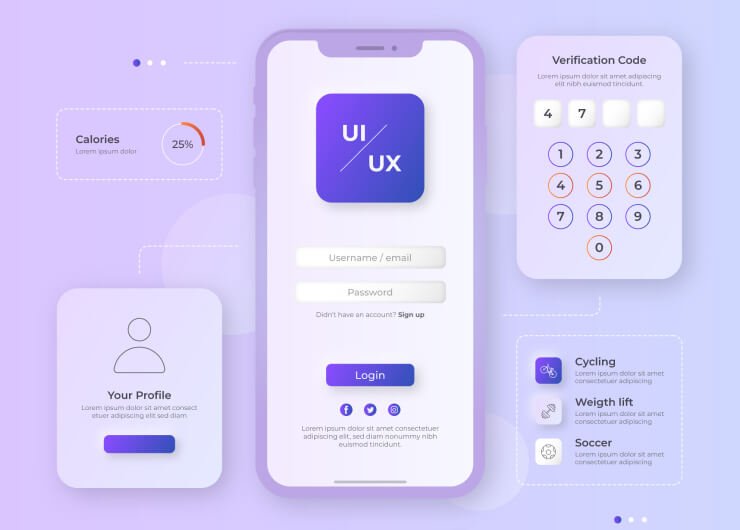 Calories
Lorem ipsum dolor
25%
Your Profile
Lorem ipsum dolor sit amet consect
adipiscing elit sed diam
UI
UX
Username / email
Password
Didn't have an account? Sign up
Login
Lorem ipsum dolor sit amet consectetuer
adipiscing elit, sed diam nonummy nibh
tincidunt.
Verification Code
Lorem ipsum dolor sit amet adipiscing
elit nibh euismod tincidunt.
4 7
1 2 3
4 5 6
7 8 9
0
Cycling
Lorem ipsum dolor sit amet
consectetuer adipiscing
Weigth lift
Lorem ipsum dolor sit amet
consectetuer adipiscing
Soccer
Lorem ipsum dolor sit amet
consectetuer adipiscing